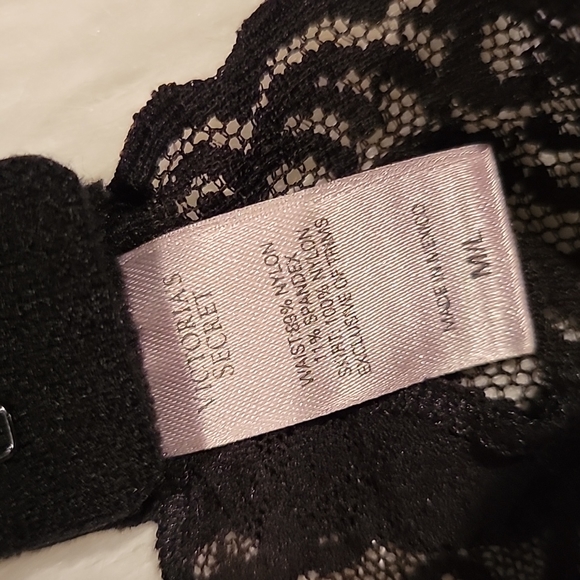 VICTORIA'S
SECRET
WAIST 89% NYLON
11% SPANDEX
SKIRT 100% NYLON
EXCLUSIVE OF TRIMS
MADE IN MEXICO
M/L